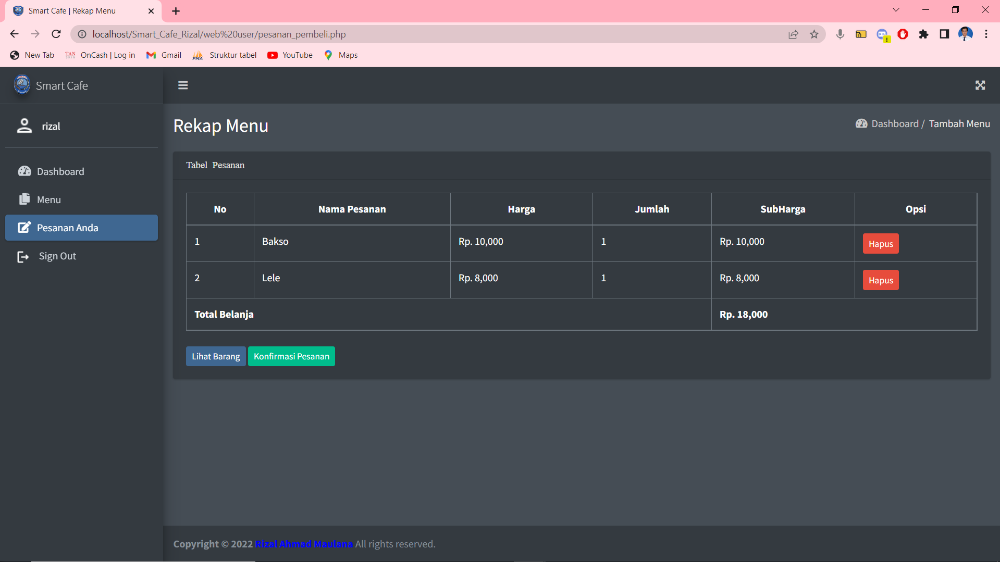 Smart Cafe | Rekap Menu
localhost/Smart_Cafe_Rizal/web%20user/pesanan_pembeli.php
New Tab TAN SKIN OnCash | Log in Gmail PMA Struktur tabel YouTube Maps
Smart Cafe
rizal
Dashboard
Menu
Pesanan Anda
Sign Out
Rekap Menu
Dashboard / Tambah Menu
Tabel Pesanan
No Nama Pesanan Harga Jumlah SubHarga Opsi
1 Bakso Rp. 10,000 1 Rp. 10,000 Hapus
2 Lele Rp. 8,000 1 Rp. 8,000 Hapus
Total Belanja Rp. 18,000
Lihat Barang Konfirmasi Pesanan
Copyright © 2022 Rizal Ahmad Maulana All rights reserved.